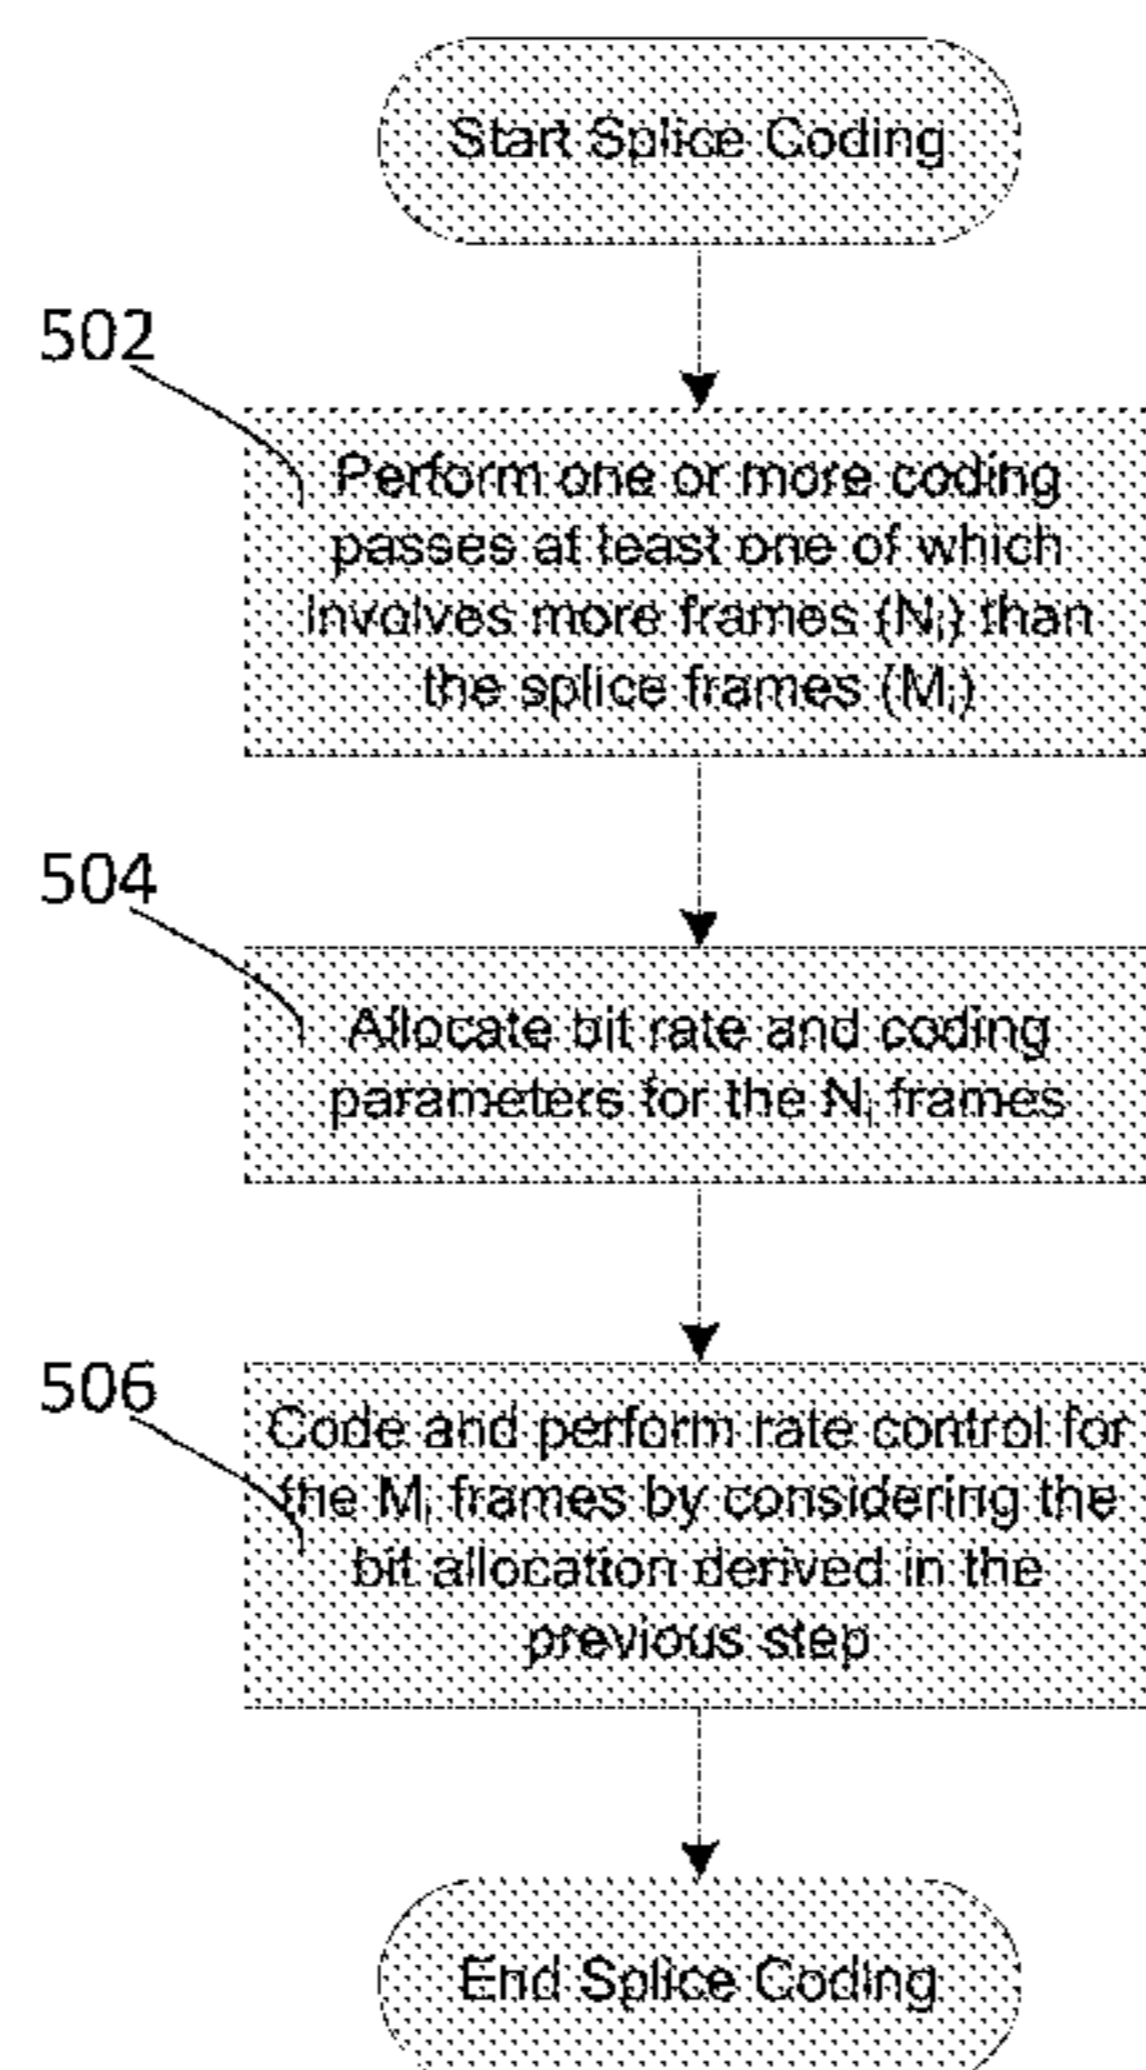 Start Splice Coding
502
Perform one or more coding
passes at least one of which
involves more frames (Nᵢ) than
the splice frames (Mᵢ)
504
Allocate bit rate and coding
parameters for the Nᵢ frames
506
Code and perform rate control for
the Mᵢ frames by considering the
bit allocation derived in the
previous step
End Splice Coding